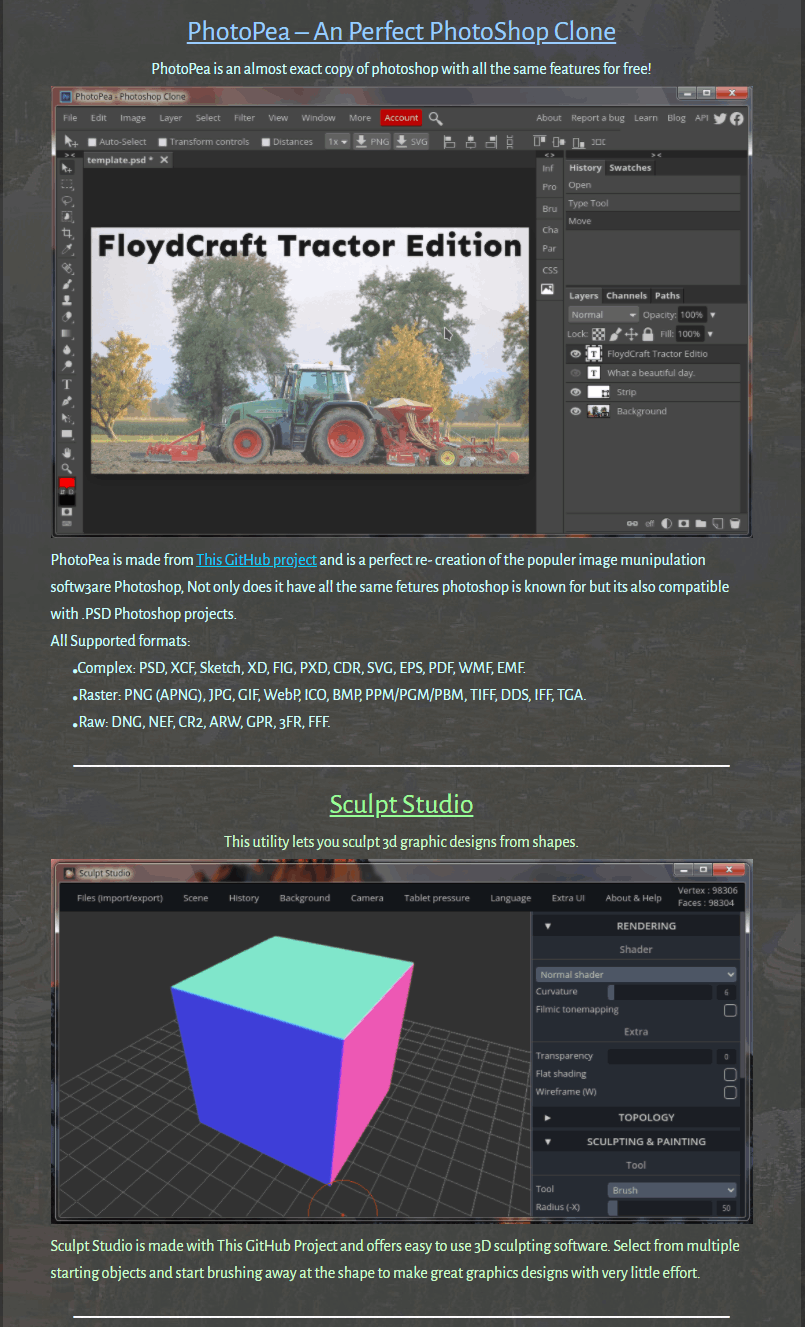 PhotoPea – An Perfect PhotoShop Clone
PhotoPea is an almost exact copy of photoshop with all the same features for free!
PhotoPea - Photoshop Clone
File Edit Image Layer Select Filter View Window More Account About Report a bug Learn Blog API
Auto-Select Transform controls Distances 1x PNG SVG
template.psd *
FloydCraft Tractor Edition
Inf
Pro
Bru
Cha
Par
CSS
History Swatches
Open
Type Tool
Move
Layers Channels Paths
Normal Opacity: 100%
Lock: Fill: 100%
FloydCraft Tractor Editio
What a beautiful day.
Strip
Background
eff
PhotoPea is made from This GitHub project and is a perfect re- creation of the populer image munipulation
softw3are Photoshop, Not only does it have all the same fetures photoshop is known for but its also compatible
with .PSD Photoshop projects.
All Supported formats:
•Complex: PSD, XCF, Sketch, XD, FIG, PXD, CDR, SVG, EPS, PDF, WMF, EMF.
•Raster: PNG (APNG), JPG, GIF, WebP, ICO, BMP, PPM/PGM/PBM, TIFF, DDS, IFF, TGA.
•Raw: DNG, NEF, CR2, ARW, GPR, 3FR, FFF.
Sculpt Studio
This utility lets you sculpt 3d graphic designs from shapes.
Sculpt Studio
Files (import/export) Scene History Background Camera Tablet pressure Language Extra UI About & Help
Vertex : 98306
Faces : 98304
RENDERING
Shader
Normal shader
Curvature 6
Filmic tonemapping
Extra
Transparency 0
Flat shading
Wireframe (W)
TOPOLOGY
SCULPTING & PAINTING
Tool
Tool Brush
Radius (-X) 50
Sculpt Studio is made with This GitHub Project and offers easy to use 3D sculpting software. Select from multiple
starting objects and start brushing away at the shape to make great graphics designs with very little effort.